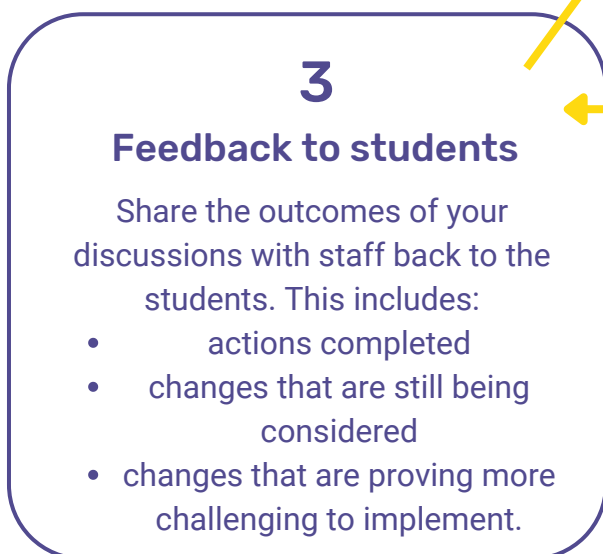 3
Feedback to students
Share the outcomes of your
discussions with staff back to the
students. This includes:
• actions completed
• changes that are still being
considered
• changes that are proving more
challenging to implement.